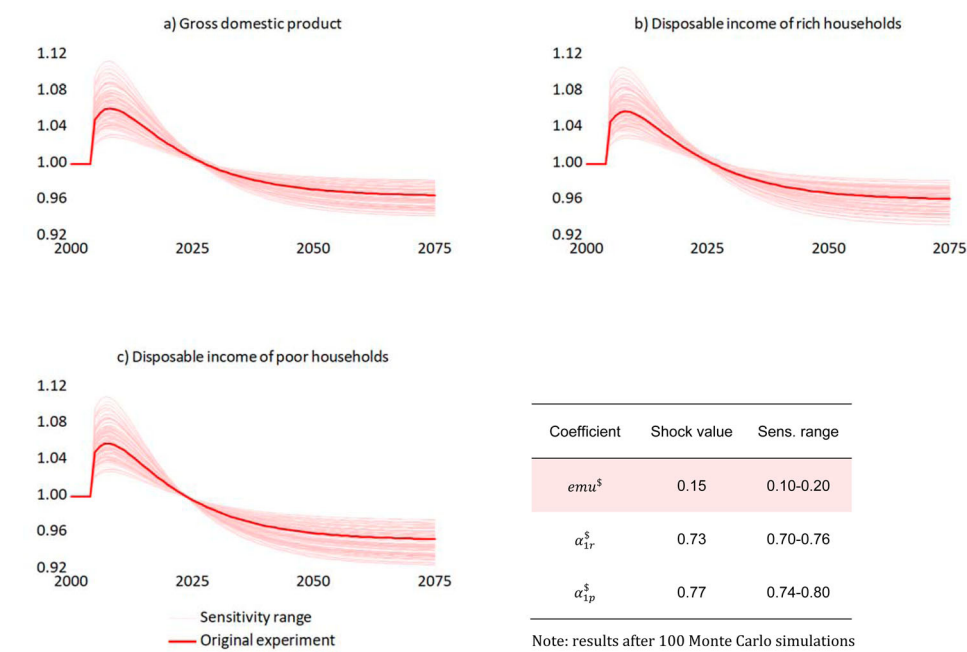 a) Gross domestic product
1.12
1.08
1.04
1.00
0.96
0.92
2000 2025 2050 2075
b) Disposable income of rich households
1.12
1.08
1.04
1.00
0.96
0.92
2000 2025 2050 2075
c) Disposable income of poor households
1.12
1.08
1.04
1.00
0.96
0.92
2000 2025 2050 2075
Sensitivity range
Original experiment
Coefficient Shock value Sens. range
emu$ 0.15 0.10-0.20
α$1r 0.73 0.70-0.76
α$1p 0.77 0.74-0.80
Note: results after 100 Monte Carlo simulations